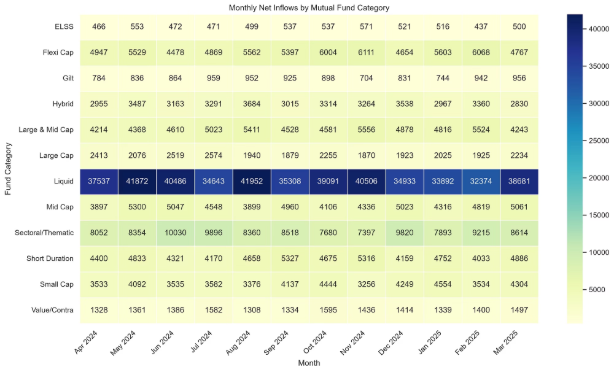 Monthly Net Inflows by Mutual Fund Category
ELSS 466 553 472 471 499 537 537 571 521 516 437 500
Flexi Cap 4947 5529 4478 4869 5562 5397 6004 6111 4654 5603 6068 4767
Gilt 784 836 864 959 952 925 898 704 831 744 942 956
Hybrid 2955 3487 3163 3291 3684 3015 3314 3264 3538 2967 3360 2830
Large & Mid Cap 4214 4368 4610 5023 5411 4528 4581 5556 4878 4816 5524 4243
Large Cap 2413 2076 2519 2574 1940 1879 2255 1870 1923 2025 1925 2234
Liquid 37537 41872 40486 34643 41952 35308 39091 40506 34933 33892 32374 38681
Mid Cap 3897 5300 5047 4548 3899 4960 4106 4336 5023 4316 4819 5061
Sectoral/Thematic 8052 8354 10030 9896 8360 8518 7680 7397 9820 7893 9215 8614
Short Duration 4400 4833 4321 4170 4658 5327 4675 5316 4159 4752 4033 4886
Small Cap 3533 4092 3535 3582 3376 4137 4444 3256 4249 4554 3534 4304
Value/Contra 1328 1361 1386 1582 1308 1334 1595 1436 1414 1339 1400 1497
Apr 2024 May 2024 Jun 2024 Jul 2024 Aug 2024 Sep 2024 Oct 2024 Nov 2024 Dec 2024 Jan 2025 Feb 2025 Mar 2025
Month
Fund Category
40000
35000
30000
25000
20000
15000
10000
5000